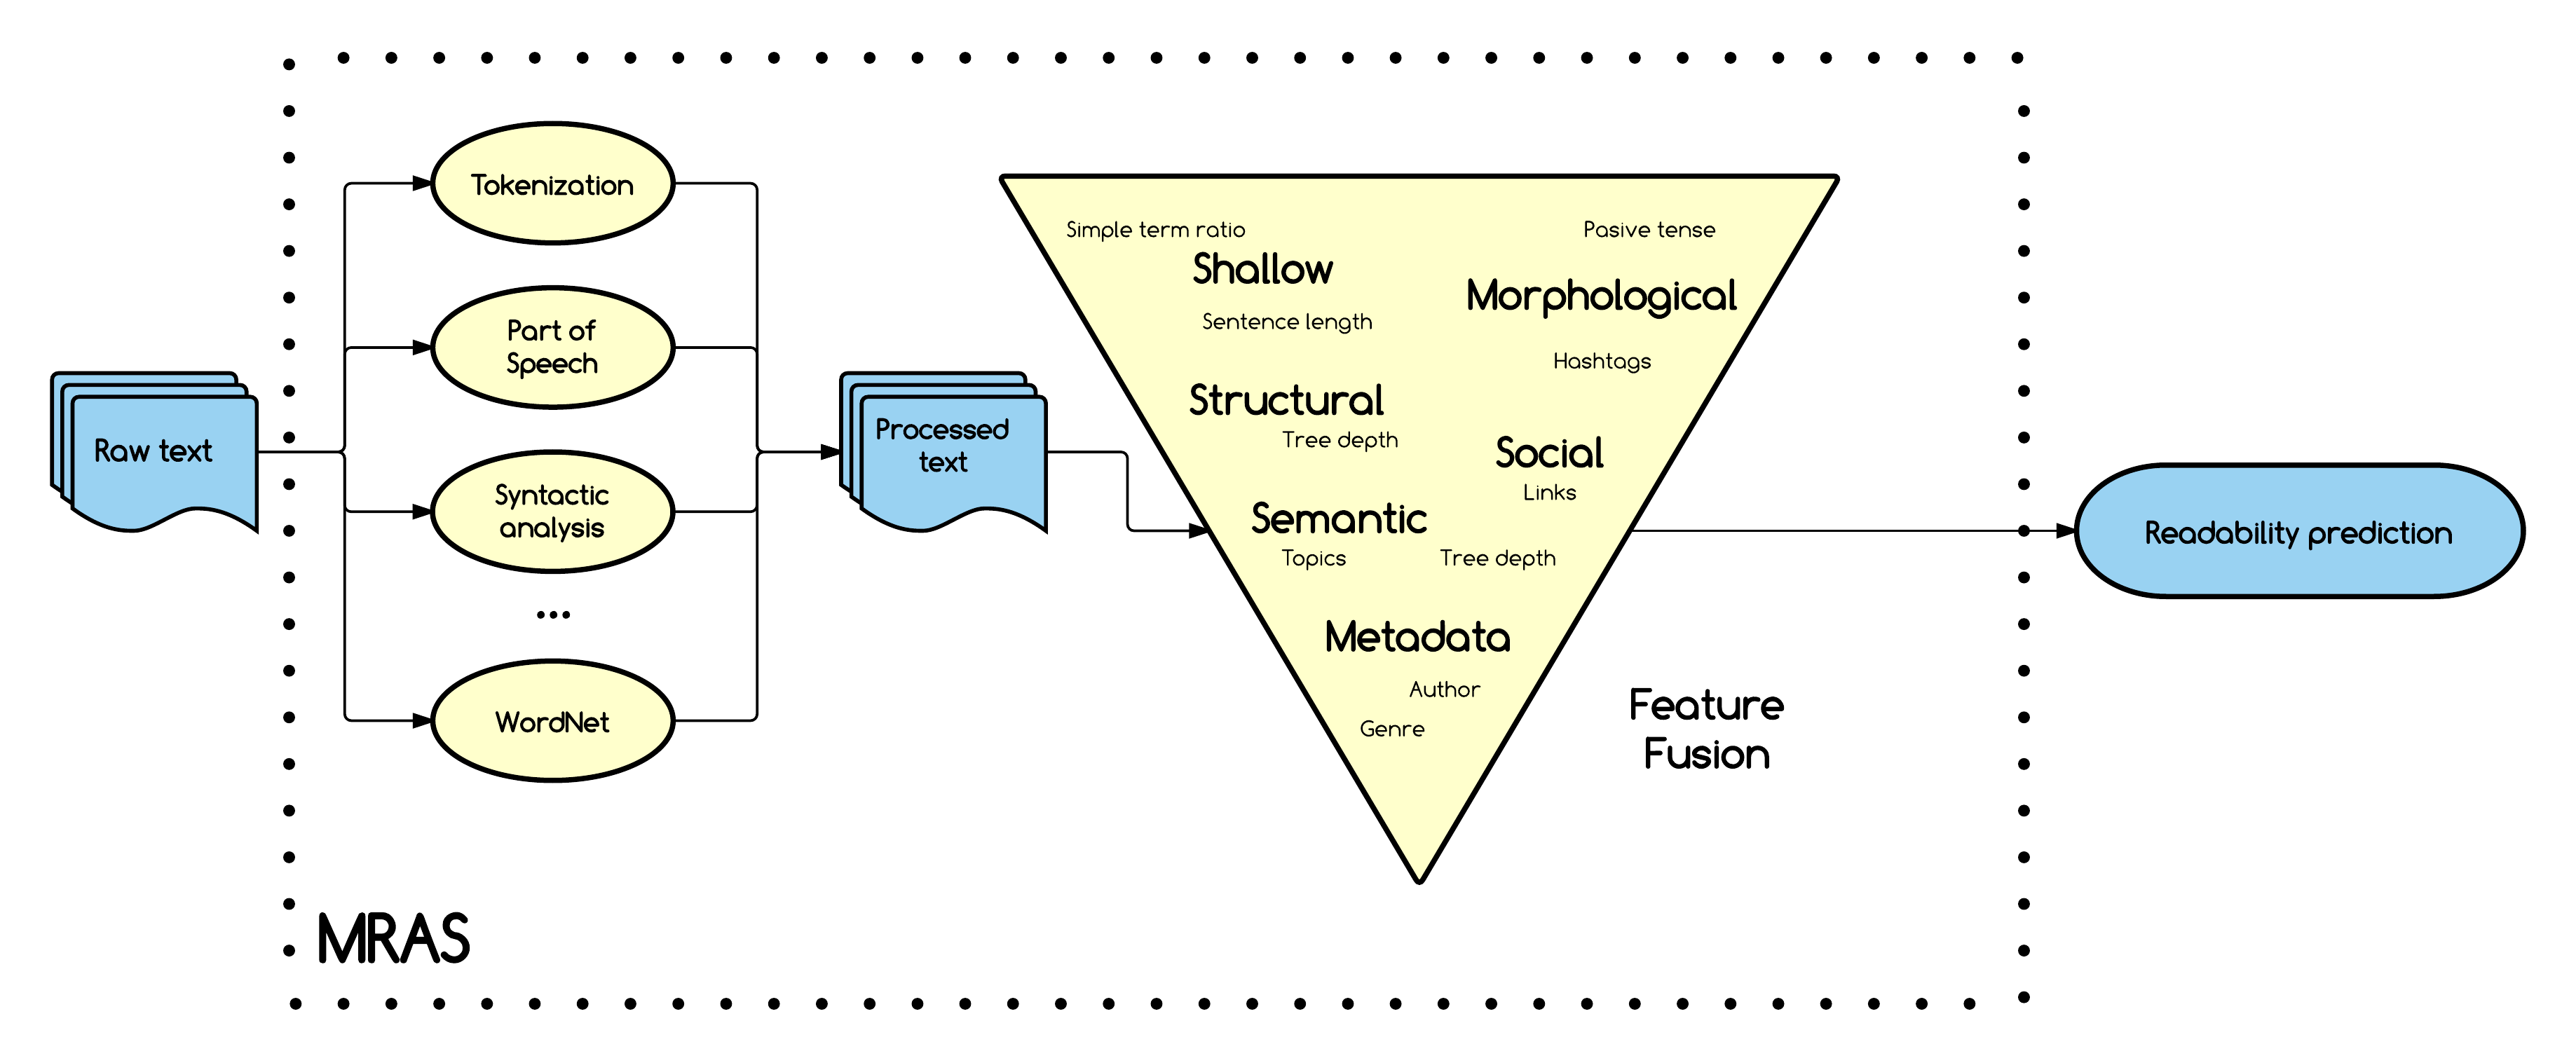 Raw text
Tokenization
Part of
Speech
Syntactic
analysis
...
WordNet
Processed
text
Simple term ratio
Shallow
Sentence length
Pasive tense
Morphological
Hashtags
Structural
Tree depth
Social
Links
Semantic
Topics
Tree depth
Metadata
Author
Genre
Feature
Fusion
Readability prediction
MRAS